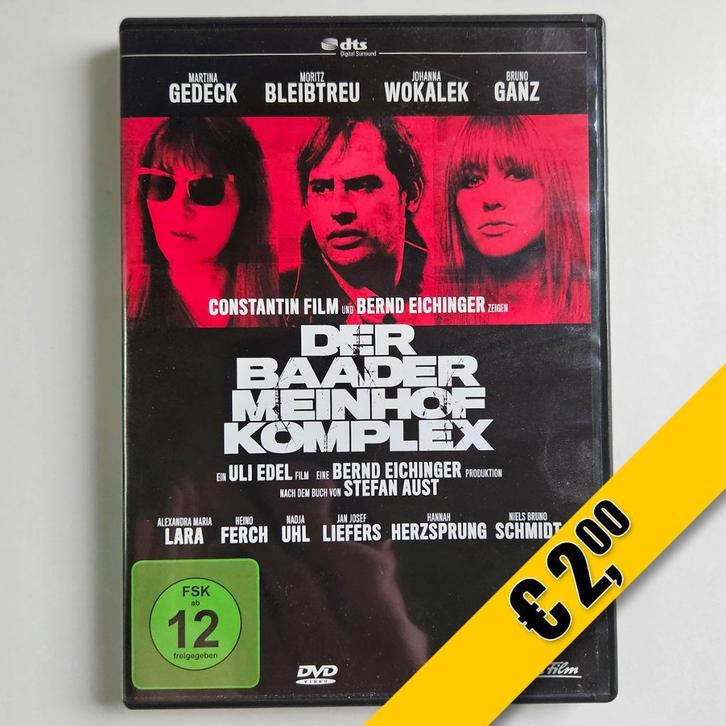 dts
Digital Surround
MARTINA MORITZ JOHANNA BRUNO
GEDECK BLEIBTREU WOKALEK GANZ
CONSTANTIN FILM UND BERND EICHINGER ZEIGEN
DER
BAADER
MEINHOF
KOMPLEX
EIN ULI EDEL FILM EINE BERND EICHINGER PRODUKTION
NACH DEM BUCH VON STEFAN AUST
ALEXANDRA MARIA HEINO NADJA JAN JOSEF HANNAH NIELS BRUNO
LARA FERCH UHL LIEFERS HERZSPRUNG SCHMIDT
€ 2,00
FSK
ab
12
freigegeben
DVD
VIDEO
Film